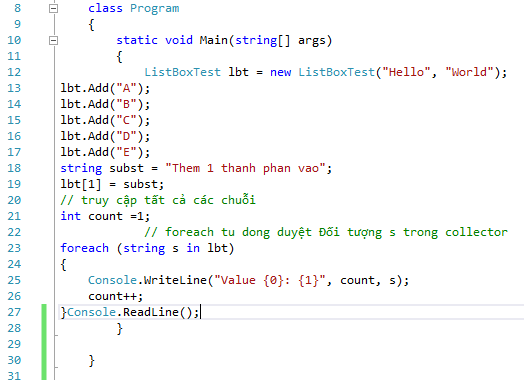 8 class Program
9 {
10 static void Main(string[] args)
11 {
12 ListBoxTest lbt = new ListBoxTest("Hello", "World");
13 lbt.Add("A");
14 lbt.Add("B");
15 lbt.Add("C");
16 lbt.Add("D");
17 lbt.Add("E");
18 string subst = "Them 1 thanh phan vao";
19 lbt[1] = subst;
20 // truy cập tất cả các chuỗi
21 int count =1;
22 // foreach tu dong duyệt Đối tượng s trong collector
23 foreach (string s in lbt)
24 {
25 Console.WriteLine("Value {0}: {1}", count, s);
26 count++;
27 }Console.ReadLine();
28 }
29
30 }
31